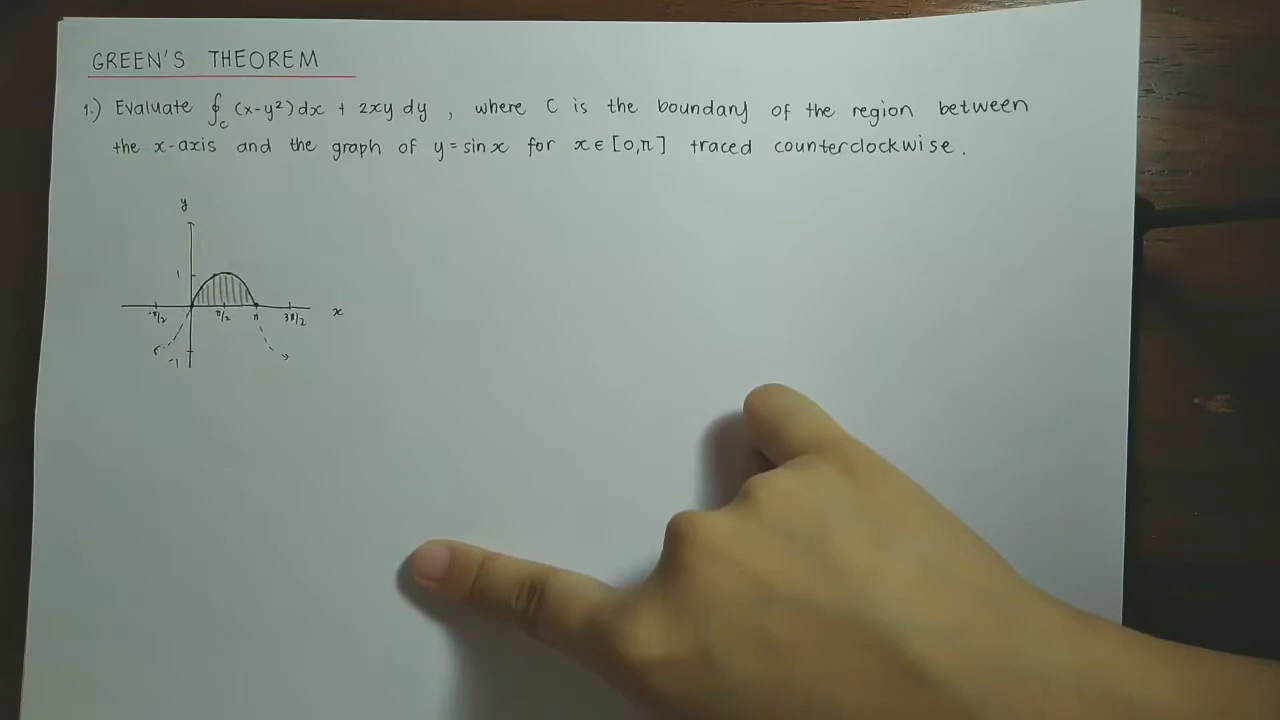 GREEN'S THEOREM
1.) Evaluate ∮_C (x-y²)dx + 2xy dy , where C is the boundary of the region between
the x-axis and the graph of y = sin x for x ∈ [0,π] traced counterclockwise.
y
1
-π/2 π/2 π 3π/2 x
-1